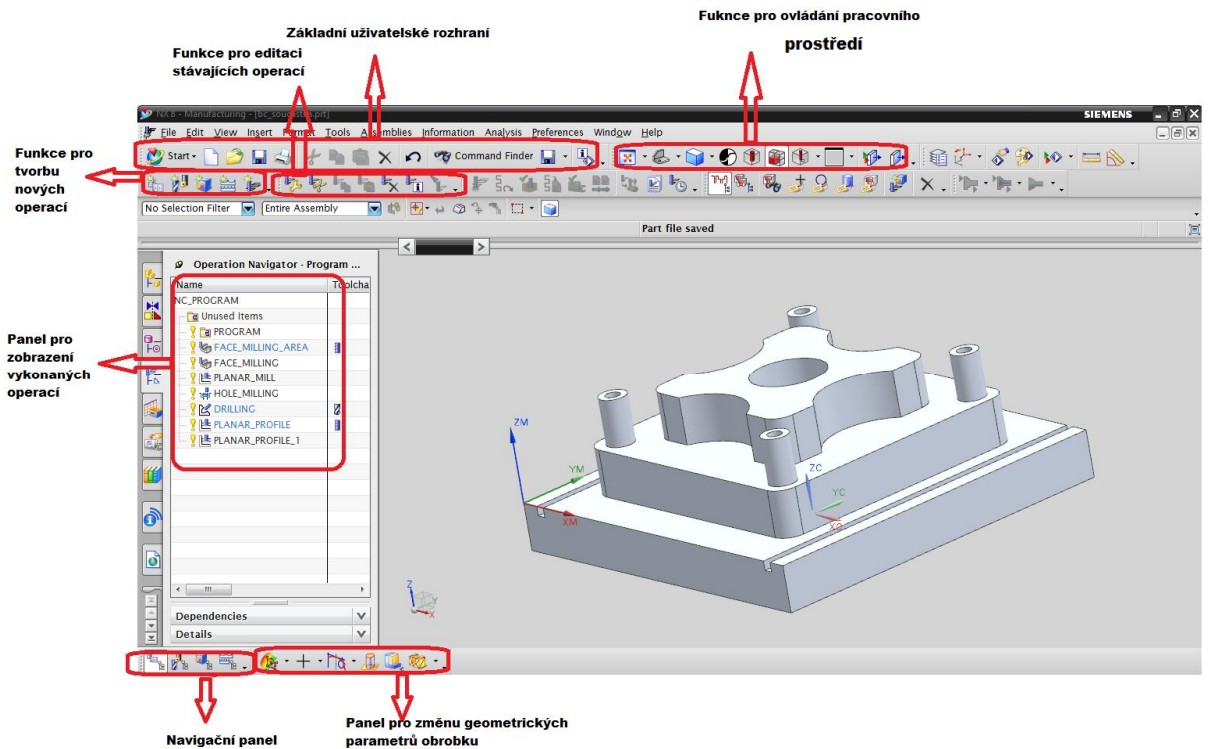 Fuknce pro ovládání pracovního
prostředí
Základní uživatelské rozhraní
Funkce pro editaci
stávajících operací
NX 8 - Manufacturing - [bc_soucastka.prt]
SIEMENS
File Edit View Insert Format Tools Assemblies Information Analysis Preferences Window Help
Start
Command Finder
Funkce pro
tvorbu
nových
operací
No Selection Filter
Entire Assembly
Part file saved
Operation Navigator - Program ...
Name
Toolcha
NC_PROGRAM
Unused Items
PROGRAM
FACE_MILLING_AREA
FACE_MILLING
PLANAR_MILL
HOLE_MILLING
DRILLING
PLANAR_PROFILE
PLANAR_PROFILE_1
Panel pro
zobrazení
vykonaných
operací
ZM
YM
XM
ZC
YC
XC
Z
Y
X
Dependencies
Details
Navigační panel
Panel pro změnu geometrických
parametrů obrobku